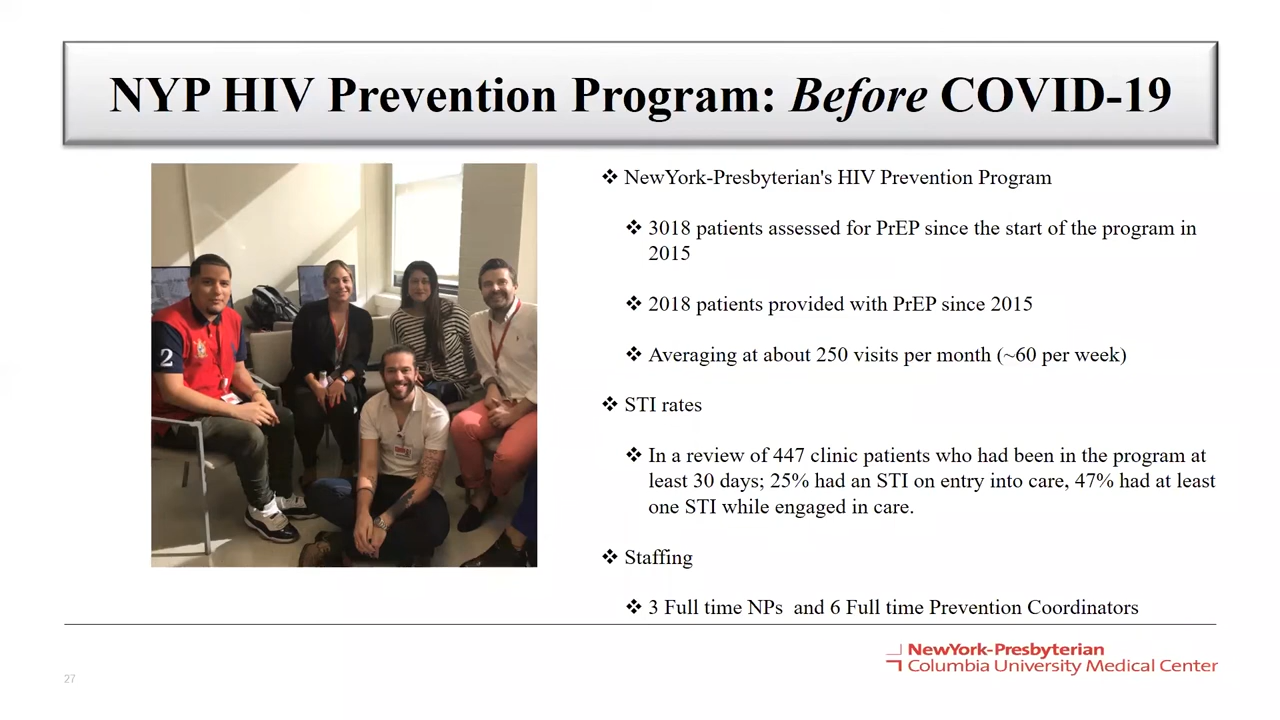 NYP HIV Prevention Program: Before COVID-19
❖ NewYork-Presbyterian's HIV Prevention Program
❖ 3018 patients assessed for PrEP since the start of the program in
2015
❖ 2018 patients provided with PrEP since 2015
❖ Averaging at about 250 visits per month (~60 per week)
❖ STI rates
❖ In a review of 447 clinic patients who had been in the program at
least 30 days; 25% had an STI on entry into care, 47% had at least
one STI while engaged in care.
❖ Staffing
❖ 3 Full time NPs and 6 Full time Prevention Coordinators
2
NewYork-Presbyterian
Columbia University Medical Center
27